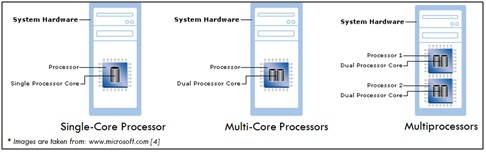 System Hardware
Processor
Single Processor Core
Single-Core Processor
System Hardware
Processor
Dual Processor Core
Multi-Core Processors
System Hardware
Processor 1
Dual Processor Core
Processor 2
Dual Processor Core
Multiprocessors
* Images are taken from: www.microsoft.com [4]